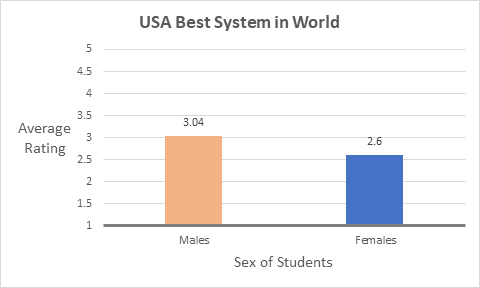 USA Best System in World
5
4.5
4
3.5
3
2.5
2
1.5
1
Average
Rating
3.04
2.6
Males
Females
Sex of Students